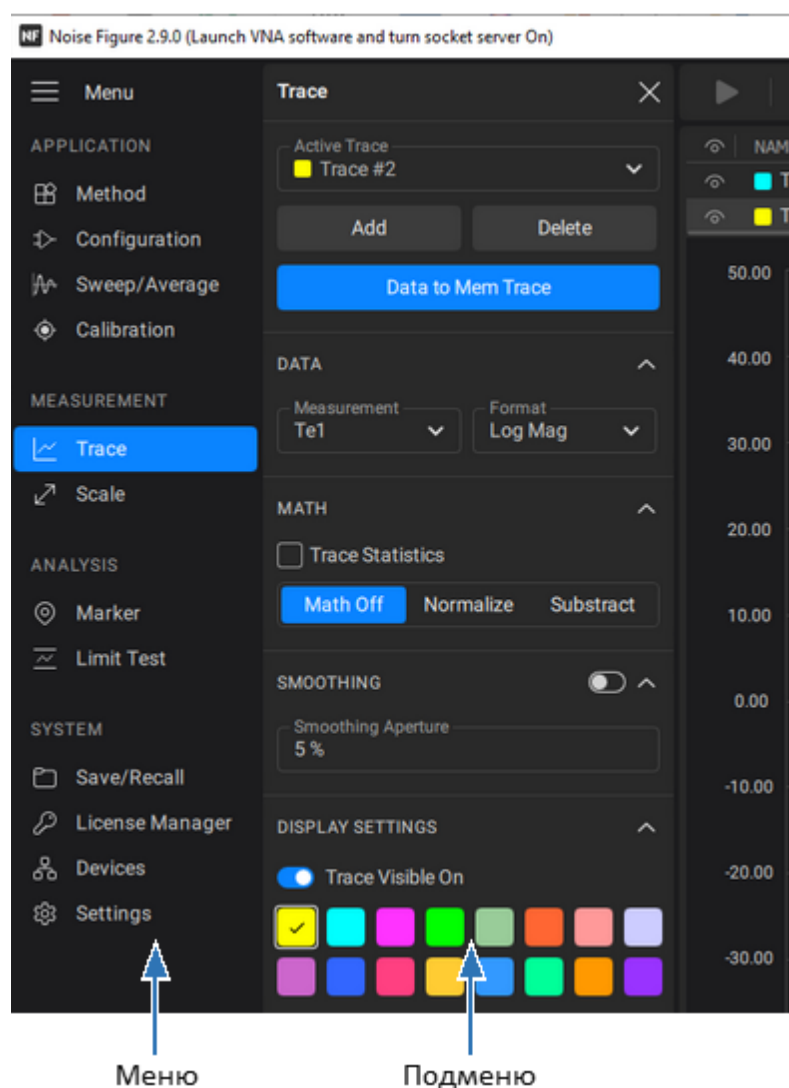 NF Noise Figure 2.9.0 (Launch VNA software and turn socket server On)
Menu
APPLICATION
Method
Configuration
Sweep/Average
Calibration
MEASUREMENT
Trace
Scale
ANALYSIS
Marker
Limit Test
SYSTEM
Save/Recall
License Manager
Devices
Settings
Trace
Active Trace
Trace #2
Add Delete
Data to Mem Trace
DATA
Measurement Format
Te1 Log Mag
MATH
Trace Statistics
Math Off Normalize Substract
SMOOTHING
Smoothing Aperture
5 %
DISPLAY SETTINGS
Trace Visible On
NAM
T
T
50.00
40.00
30.00
20.00
10.00
0.00
-10.00
-20.00
-30.00
Меню Подменю